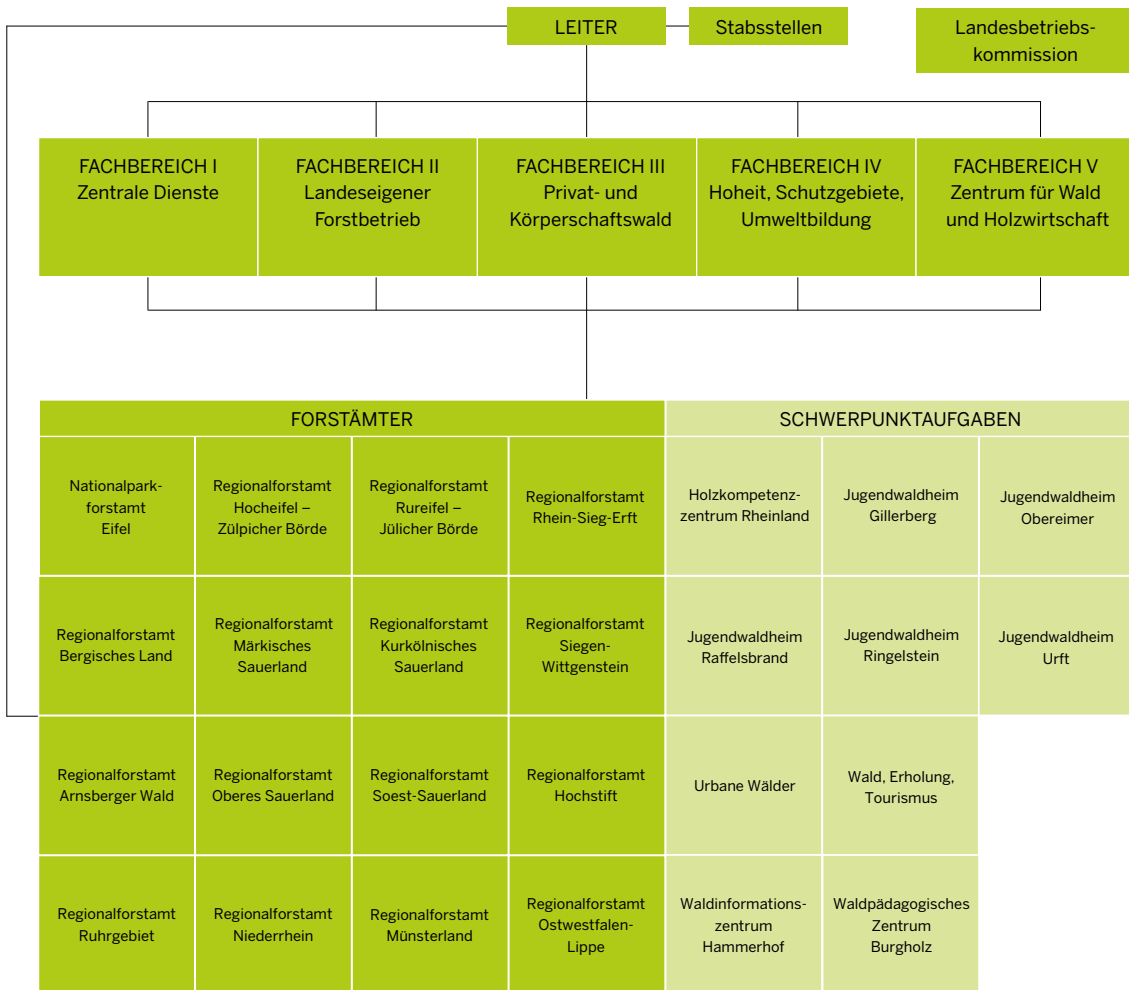 LEITER
Stabsstellen
Landesbetriebs-
kommission
FACHBEREICH I
Zentrale Dienste
FACHBEREICH II
Landeseigener
Forstbetrieb
FACHBEREICH III
Privat- und
Körperschaftswald
FACHBEREICH IV
Hoheit, Schutzgebiete,
Umweltbildung
FACHBEREICH V
Zentrum für Wald
und Holzwirtschaft
FORSTÄMTER
SCHWERPUNKTAUFGABEN
Nationalpark-
forstamt
Eifel
Regionalforstamt
Hocheifel –
Zülpicher Börde
Regionalforstamt
Rureifel –
Jülicher Börde
Regionalforstamt
Rhein-Sieg-Erft
Holzkompetenz-
zentrum Rheinland
Jugendwaldheim
Gillerberg
Jugendwaldheim
Obereimer
Regionalforstamt
Bergisches Land
Regionalforstamt
Märkisches
Sauerland
Regionalforstamt
Kurkölnisches
Sauerland
Regionalforstamt
Siegen-
Wittgenstein
Jugendwaldheim
Raffelsbrand
Jugendwaldheim
Ringelstein
Jugendwaldheim
Urft
Regionalforstamt
Arnsberger Wald
Regionalforstamt
Oberes Sauerland
Regionalforstamt
Soest-Sauerland
Regionalforstamt
Hochstift
Urbane Wälder
Wald, Erholung,
Tourismus
Regionalforstamt
Ruhrgebiet
Regionalforstamt
Niederrhein
Regionalforstamt
Münsterland
Regionalforstamt
Ostwestfalen-
Lippe
Waldinformations-
zentrum
Hammerhof
Waldpädagogisches
Zentrum
Burgholz